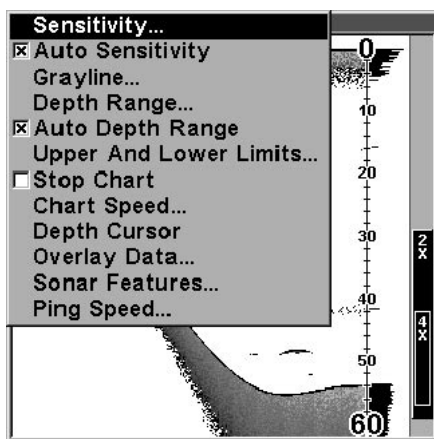 Sensitivity...
Auto Sensitivity
Grayline...
Depth Range...
Auto Depth Range
Upper And Lower Limits...
Stop Chart
Chart Speed...
Depth Cursor
Overlay Data...
Sonar Features...
Ping Speed...
0
10
20
30
40
50
60
2x
4x